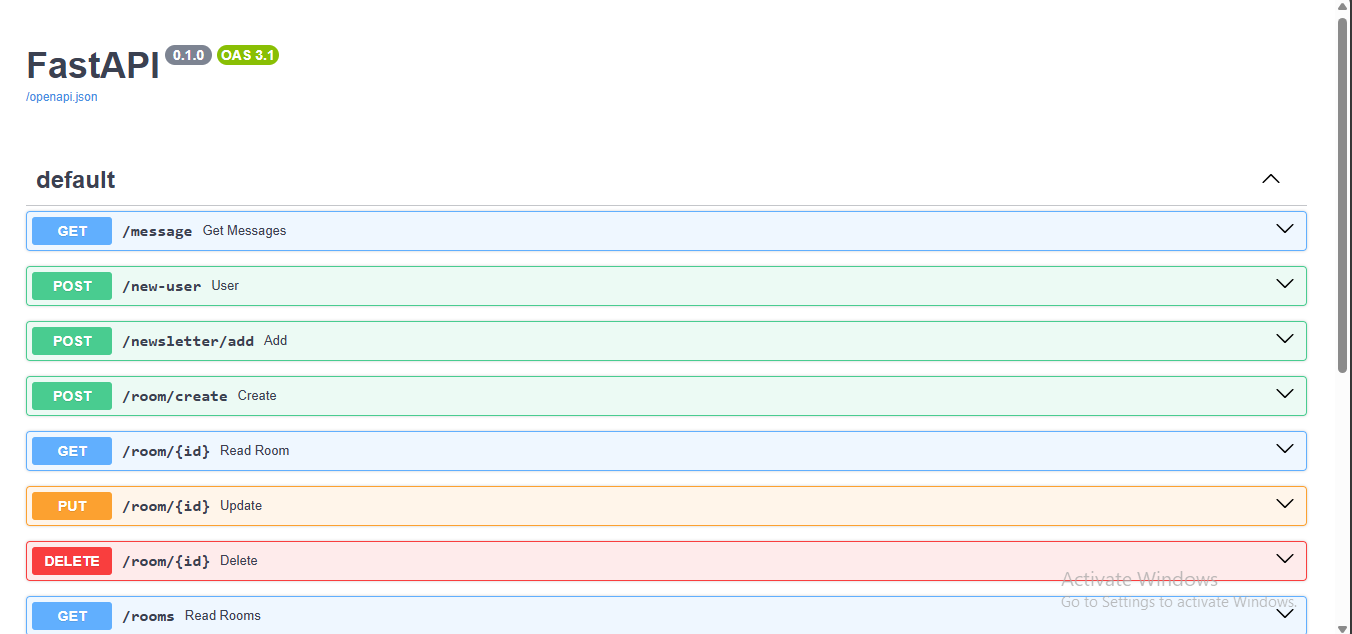 FastAPI 0.1.0 OAS 3.1
/openapi.json
default
GET /message Get Messages
POST /new-user User
POST /newsletter/add Add
POST /room/create Create
GET /room/{id} Read Room
PUT /room/{id} Update
DELETE /room/{id} Delete
Activate Windows
Go to Settings to activate Windows.
GET /rooms Read Rooms